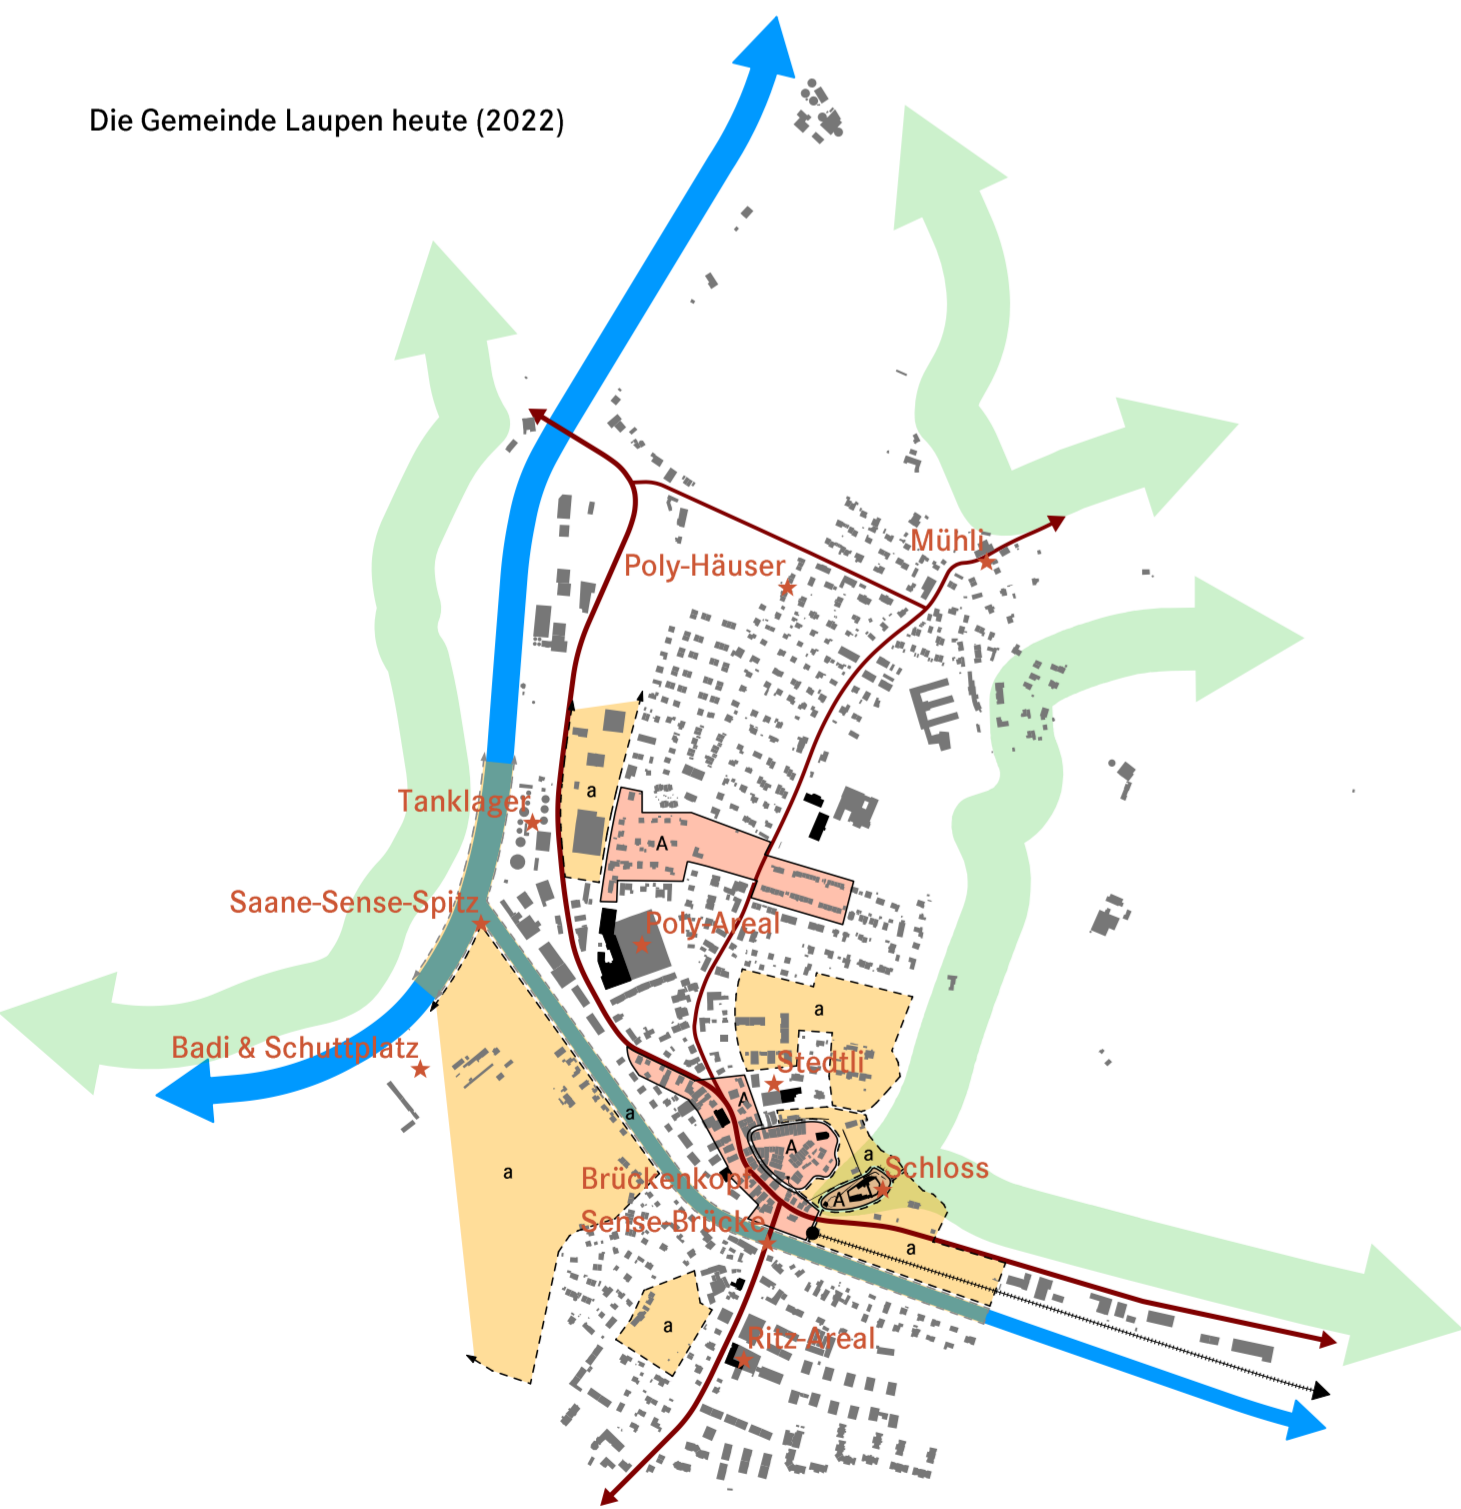 Die Gemeinde Laupen heute (2022)
Mühli
Poly-Häuser
a
Tanklager
A
Saane-Sense-Spitz
Poly-Areal
a
Badi & Schuttplatz
Stedtli
A
a
A
a
a
Schloss
Brückenkopf
A
Sense-Brücke
a
a
Ritz-Areal